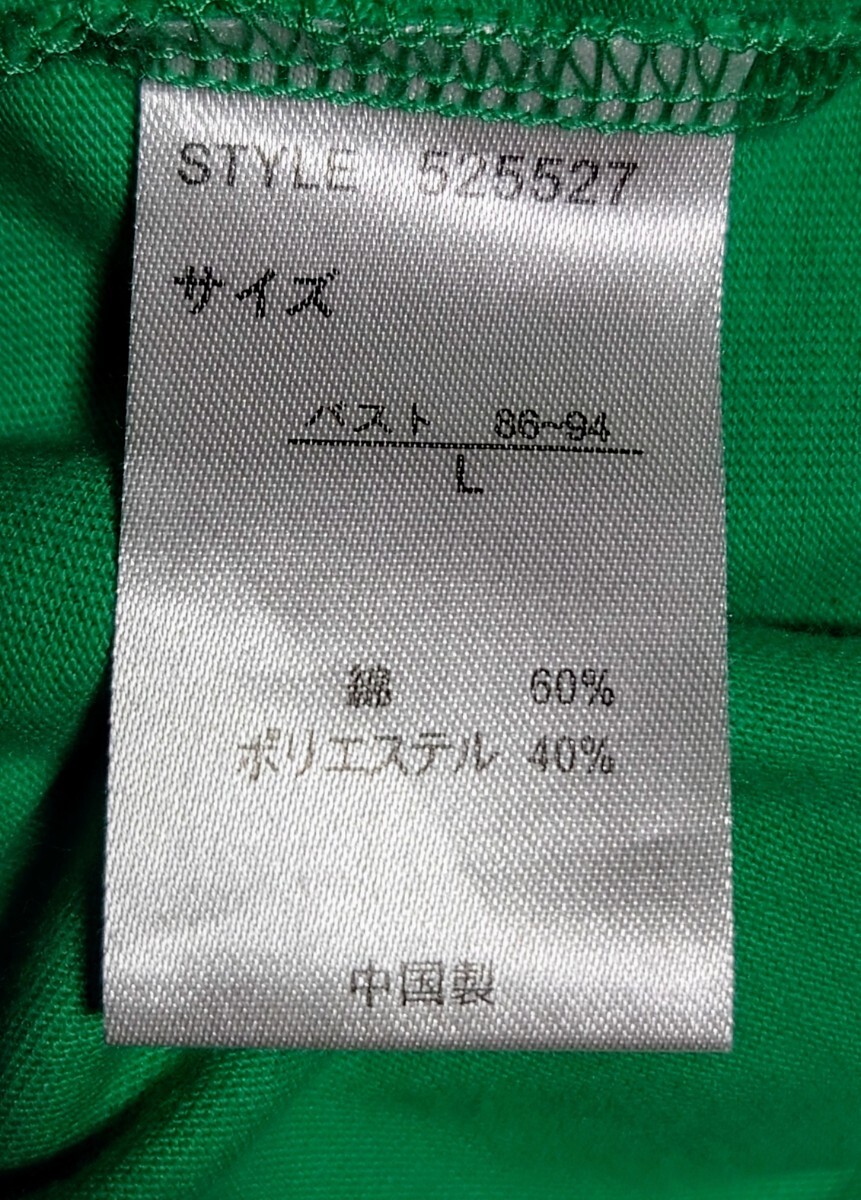 STYLE 525527
サイズ
バスト 86~94
L
綿 60%
ポリエステル 40%
中国製